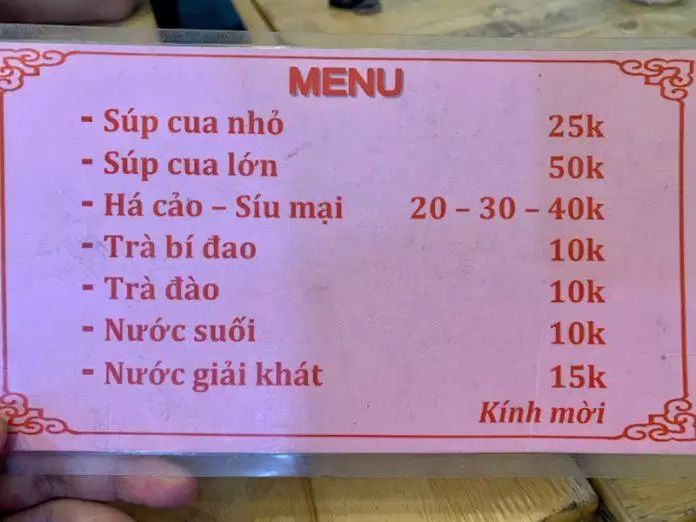 MENU
- Súp cua nhỏ 25k
- Súp cua lớn 50k
- Há cảo – Síu mại 20 – 30 – 40k
- Trà bí đao 10k
- Trà đào 10k
- Nước suối 10k
- Nước giải khát 15k
Kính mời